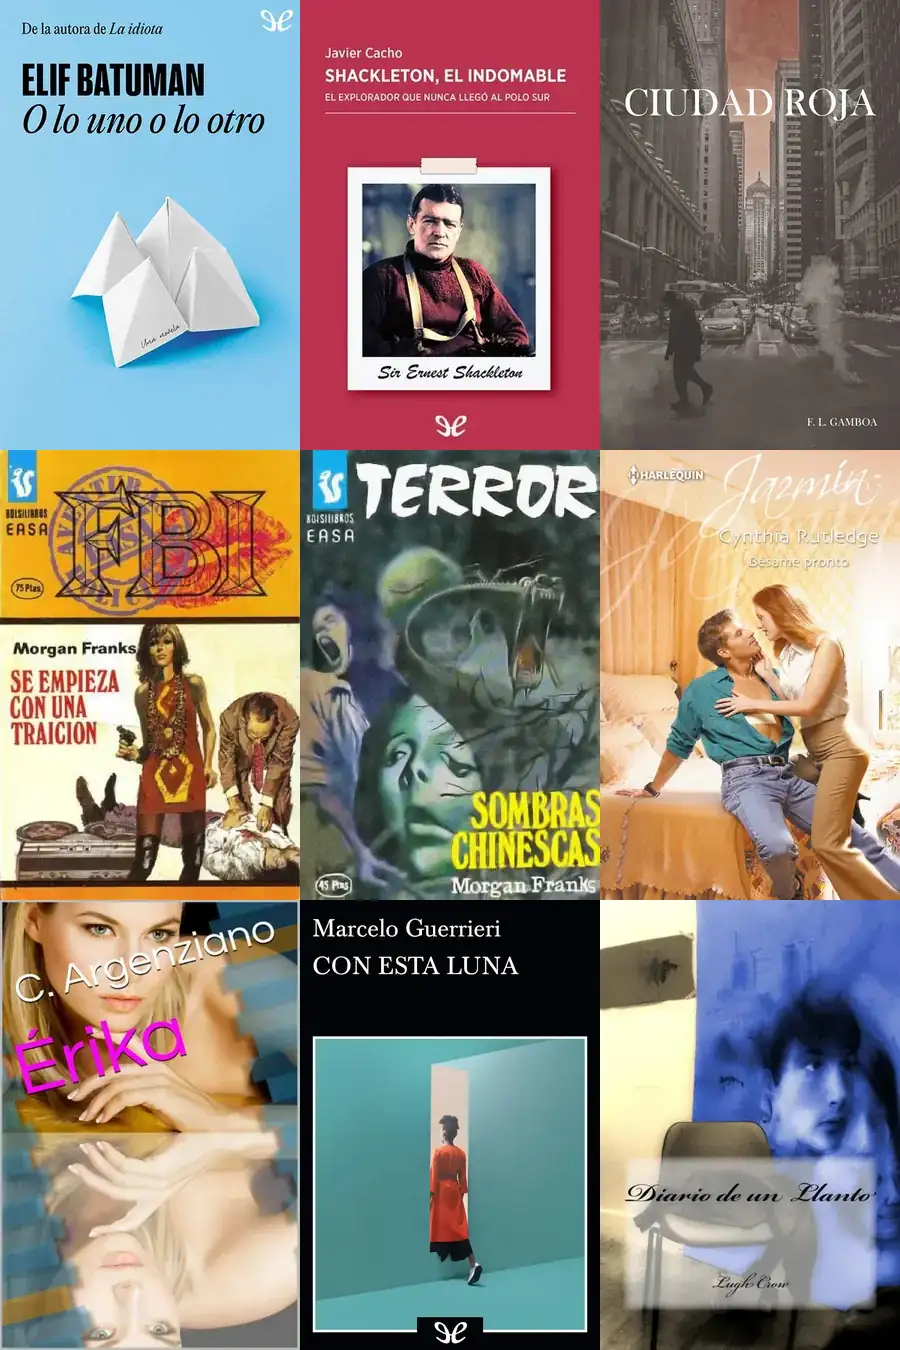 De la autora de La idiota
ELIF BATUMAN
O lo uno o lo otro
Una novela
Javier Cacho
SHACKLETON, EL INDOMABLE
EL EXPLORADOR QUE NUNCA LLEGÓ AL POLO SUR
Sir Ernest Shackleton
CIUDAD ROJA
F. L. GAMBOA
BOLSILIBROS
EASA
FBI
75 Ptas.
Morgan Franks
SE EMPIEZA
CON UNA
TRAICION
BOLSILIBROS
EASA
TERROR
SOMBRAS
CHINESCAS
45 Ptas
Morgan Franks
HARLEQUIN
Jazmín
Cynthia Rutledge
Bésame pronto
C. Argenziano
Érika
Marcelo Guerrieri
CON ESTA LUNA
Diario de un Llanto
Lugh Crow